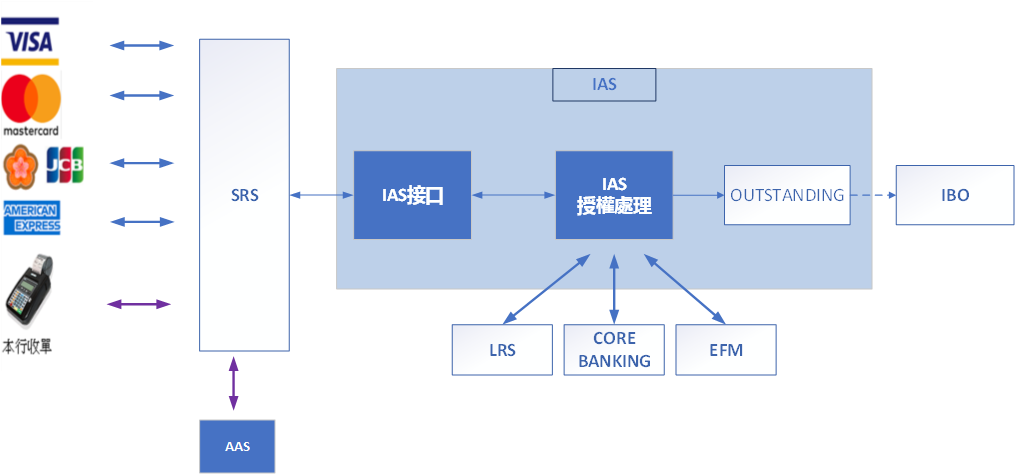 VISA
mastercard
JCB
AMERICAN
EXPRESS
本行收單
SRS
AAS
IAS
IAS接口
IAS
授權處理
OUTSTANDING
IBO
LRS
CORE
BANKING
EFM